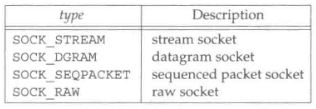 type Description
SOCK_STREAM stream socket
SOCK_DGRAM datagram socket
SOCK_SEQPACKET sequenced packet socket
SOCK_RAW raw socket